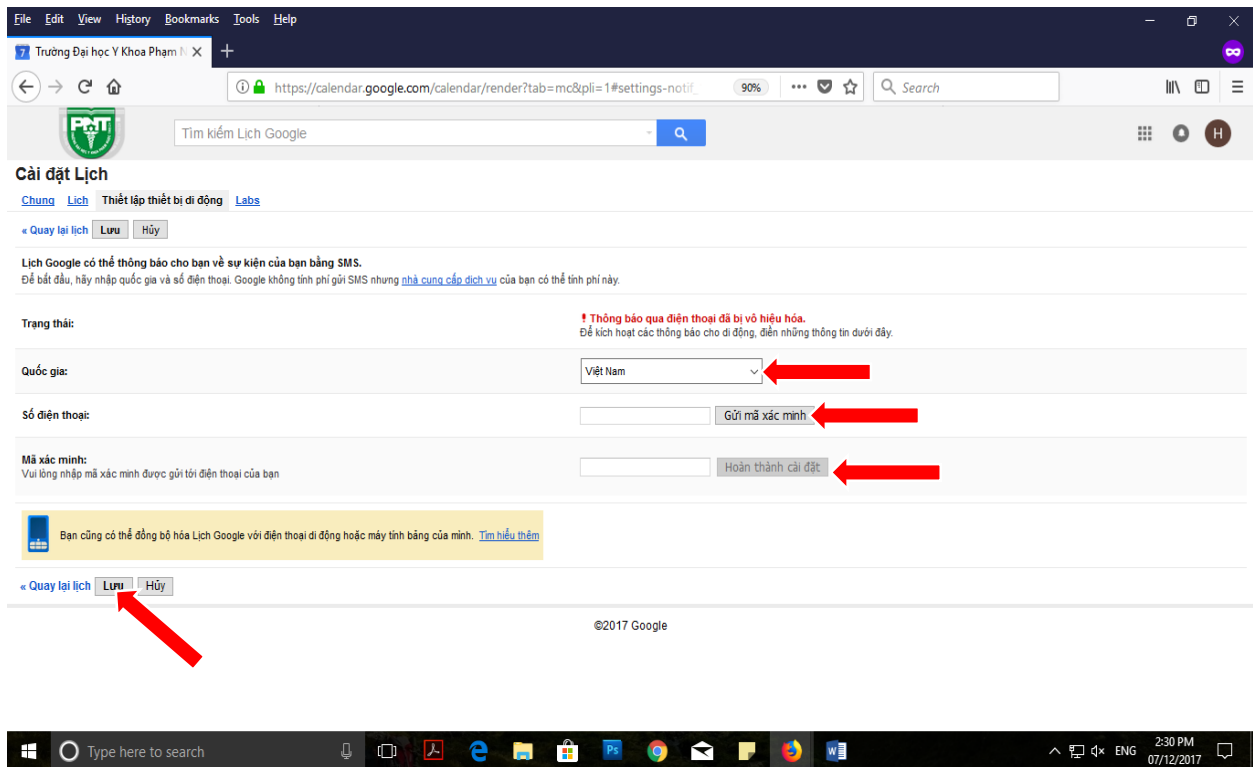 File Edit View History Bookmarks Tools Help
7 Trường Đại học Y Khoa Phạm N
https://calendar.google.com/calendar/render?tab=mc&pli=1#settings-notif_ 90% Search
PNT Tìm kiếm Lịch Google H
Cài đặt Lịch
Chung Lịch Thiết lập thiết bị di động Labs
« Quay lại lịch Lưu Hủy
Lịch Google có thể thông báo cho bạn về sự kiện của bạn bằng SMS.
Để bắt đầu, hãy nhập quốc gia và số điện thoại. Google không tính phí gửi SMS nhưng nhà cung cấp dịch vụ của bạn có thể tính phí này.
Trạng thái: ! Thông báo qua điện thoại đã bị vô hiệu hóa.
Để kích hoạt các thông báo cho di động, điền những thông tin dưới đây.
Quốc gia: Việt Nam
Số điện thoại: Gửi mã xác minh
Mã xác minh:
Vui lòng nhập mã xác minh được gửi tới điện thoại của bạn Hoàn thành cài đặt
Bạn cũng có thể đồng bộ hóa Lịch Google với điện thoại di động hoặc máy tính bảng của mình. Tìm hiểu thêm
« Quay lại lịch Lưu Hủy
©2017 Google
Type here to search Ps W ENG 2:30 PM
07/12/2017